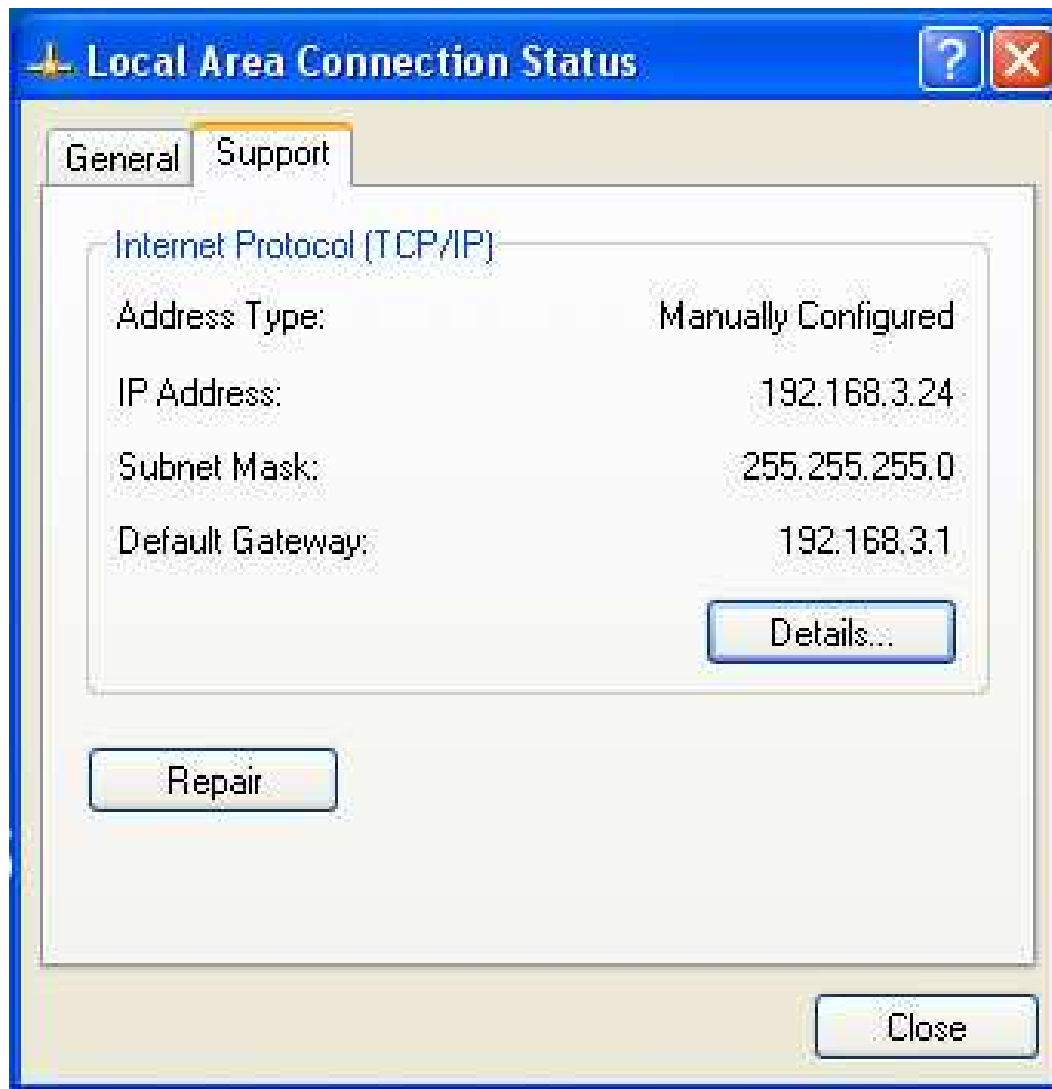 Local Area Connection Status
General Support
Internet Protocol (TCP/IP)
Address Type: Manually Configured
IP Address: 192.168.3.24
Subnet Mask: 255.255.255.0
Default Gateway: 192.168.3.1
Details...
Repair
Close